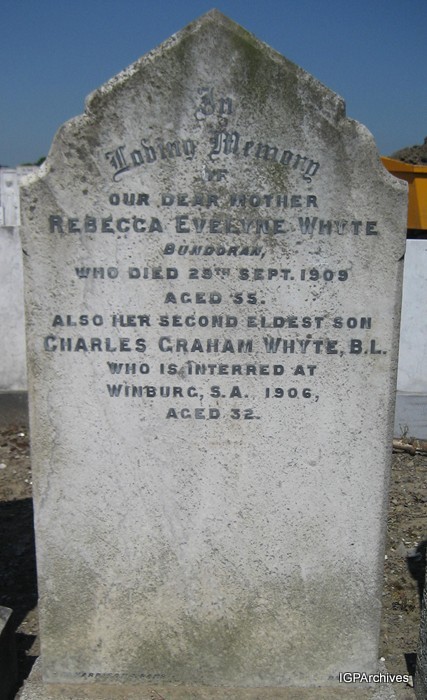 In
Loving Memory
OF
OUR DEAR MOTHER
REBECCA EVELYNE WHYTE
BUNDORAN,
WHO DIED 29TH SEPT. 1909
AGED 55.
ALSO HER SECOND ELDEST SON
CHARLES GRAHAM WHYTE, B.L.
WHO IS INTERRED AT
WINBURG, S.A. 1906,
AGED 32.
IGPArchives